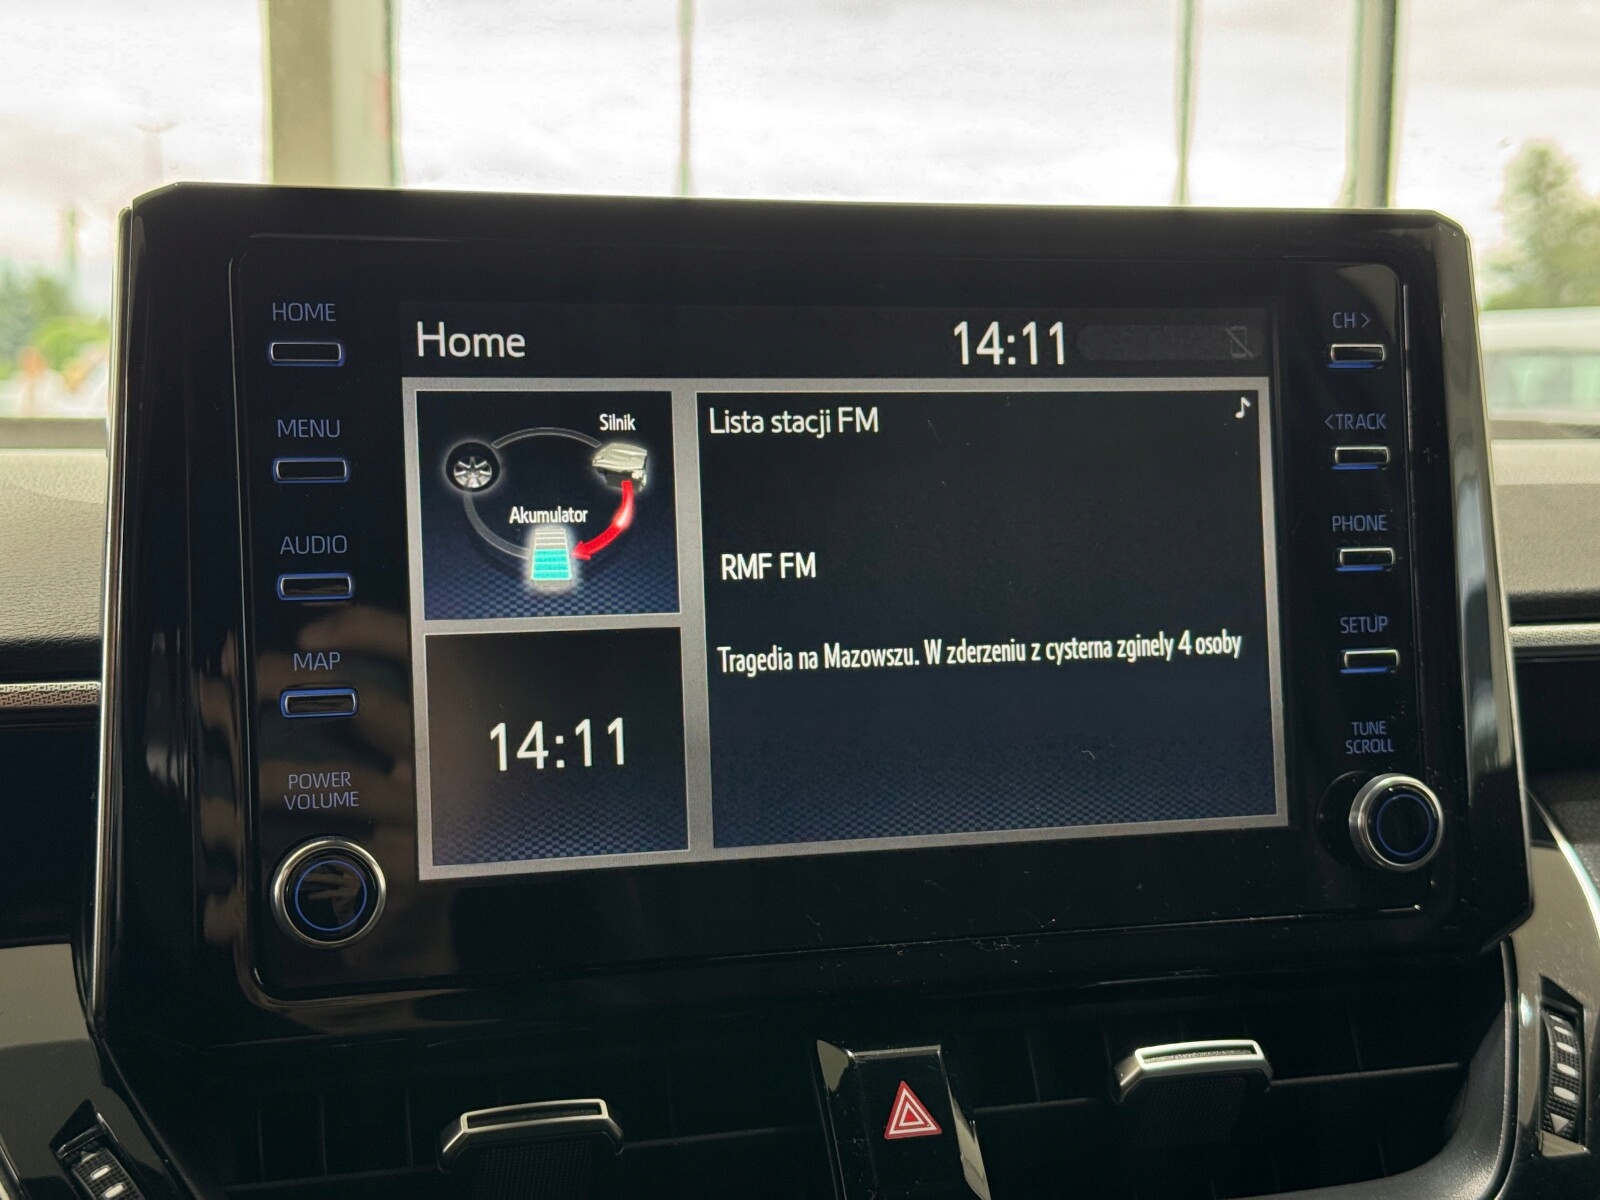 HOME
MENU
AUDIO
MAP
POWER
VOLUME
Home
14:11
Silnik
Akumulator
14:11
Lista stacji FM
RMF FM
Tragedia na Mazowszu. W zderzeniu z cysterna zginely 4 osoby
CH>
<TRACK
PHONE
SETUP
TUNE
SCROLL